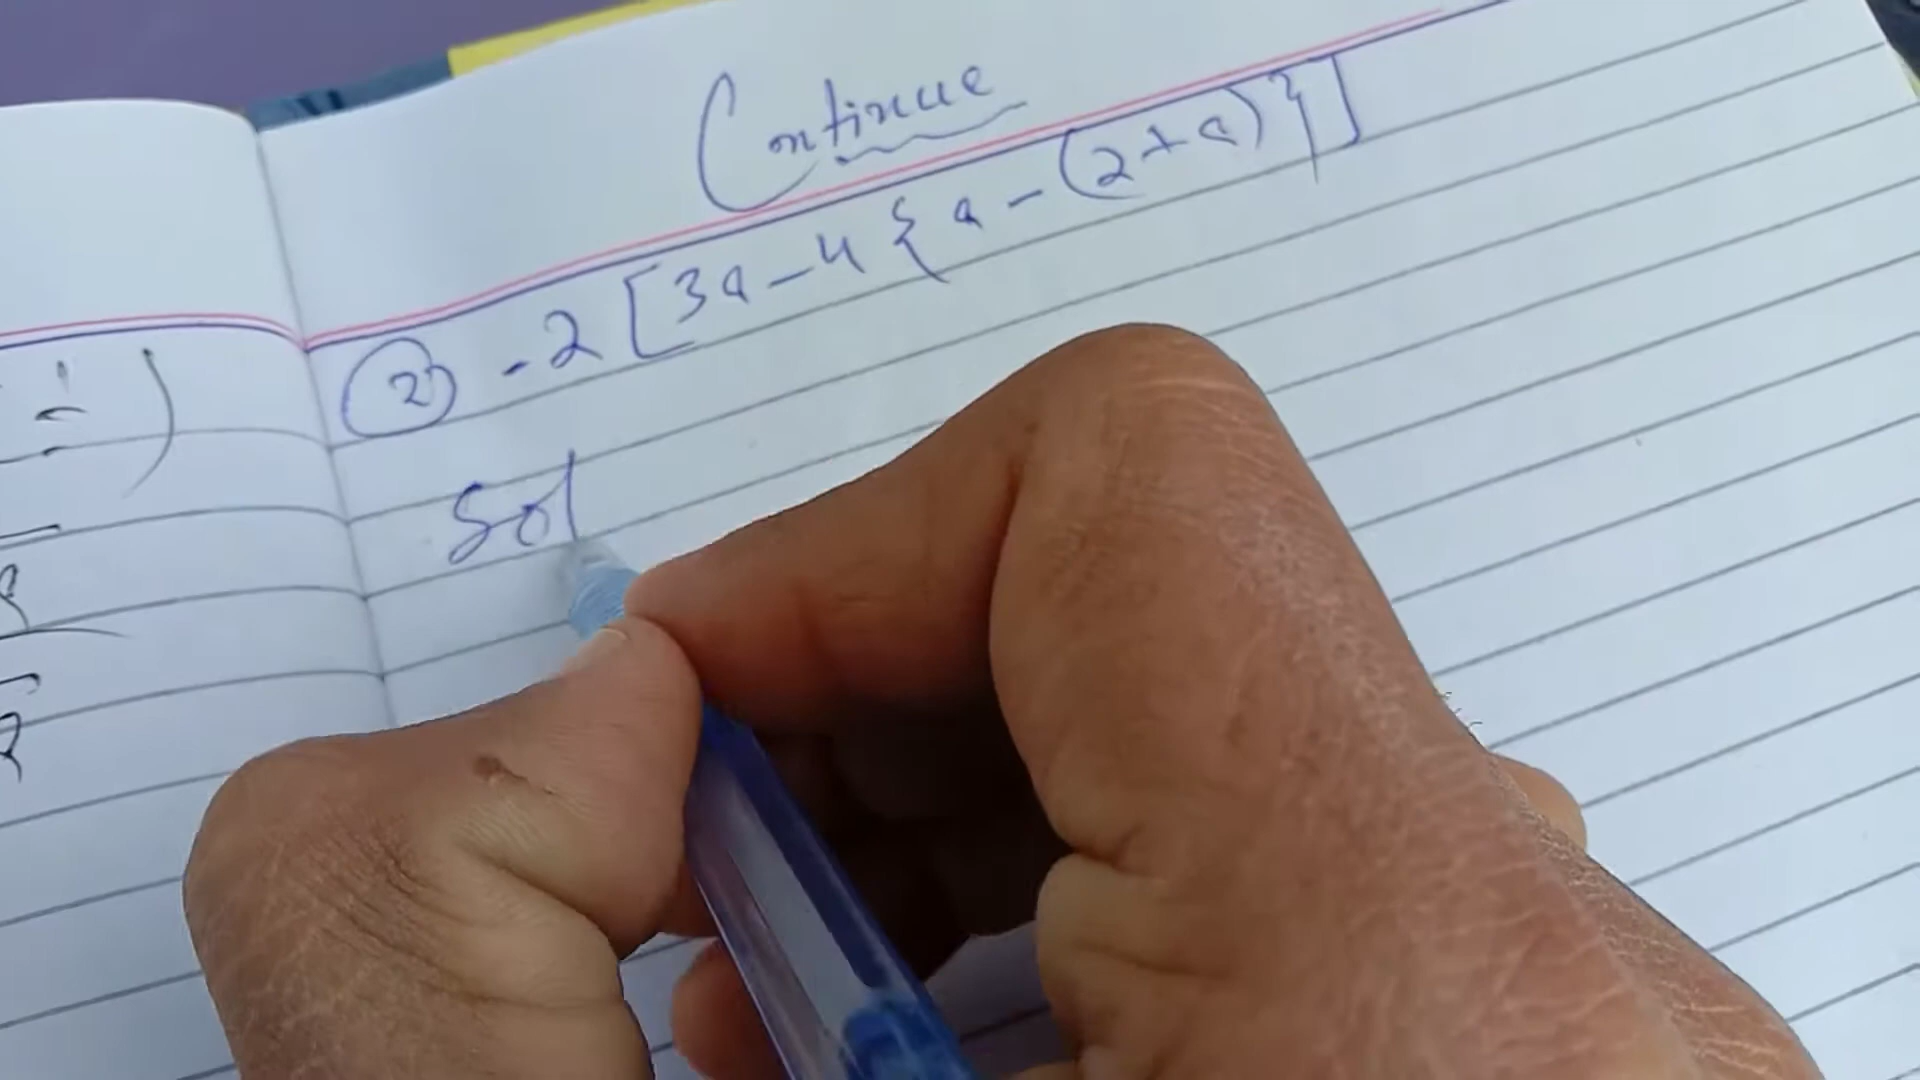 Continue
② -2 [3a-4{a-(2+a)}]
Sol